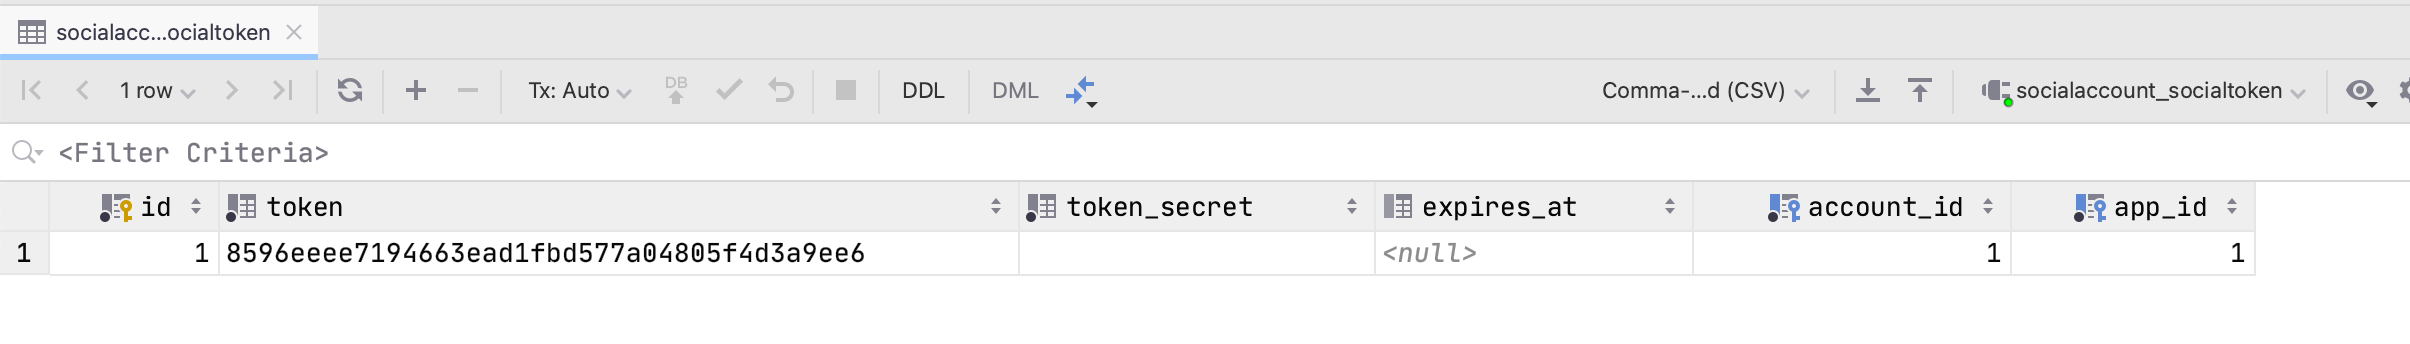 socialacc...ocialtoken
1 row Tx: Auto DB DDL DML Comma-...d (CSV) socialaccount_socialtoken
<Filter Criteria>
id token token_secret expires_at account_id app_id
1 1 8596eeee7194663ead1fbd577a04805f4d3a9ee6 <null> 1 1